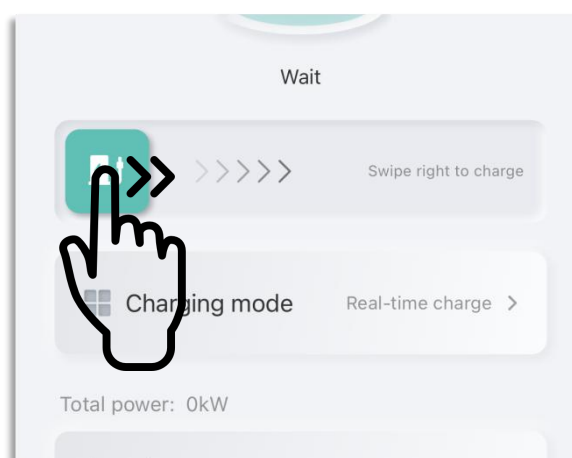 Wait
>>>>> Swipe right to charge
Charging mode Real-time charge >
Total power: 0kW